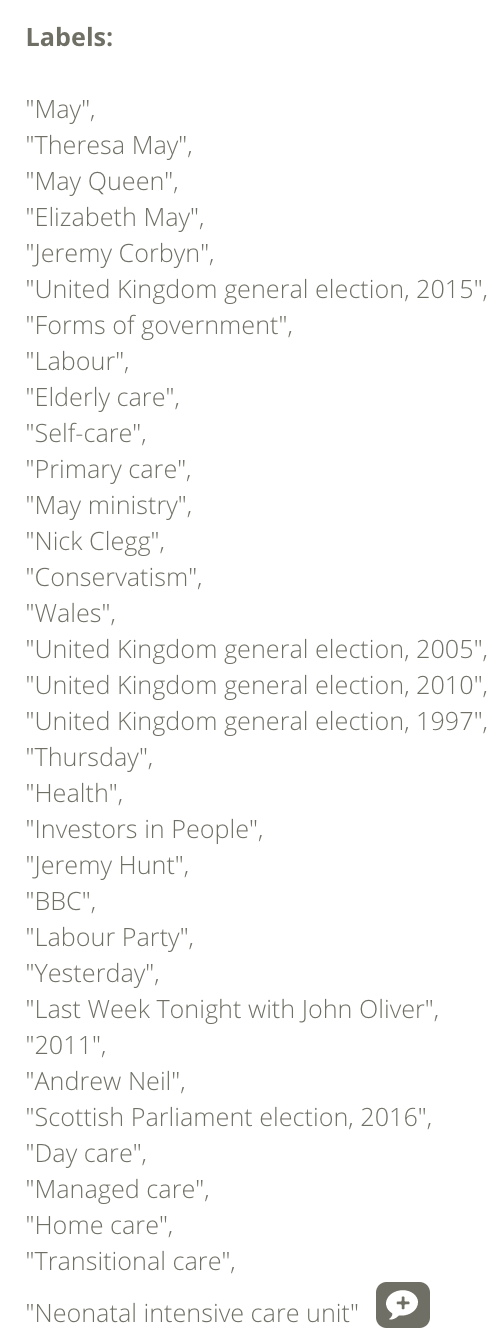 Labels:
"May",
"Theresa May",
"May Queen",
"Elizabeth May",
"Jeremy Corbyn",
"United Kingdom general election, 2015",
"Forms of government",
"Labour",
"Elderly care",
"Self-care",
"Primary care",
"May ministry",
"Nick Clegg",
"Conservatism",
"Wales",
"United Kingdom general election, 2005",
"United Kingdom general election, 2010",
"United Kingdom general election, 1997",
"Thursday",
"Health",
"Investors in People",
"Jeremy Hunt",
"BBC",
"Labour Party",
"Yesterday",
"Last Week Tonight with John Oliver",
"2011",
"Andrew Neil",
"Scottish Parliament election, 2016",
"Day care",
"Managed care",
"Home care",
"Transitional care",
"Neonatal intensive care unit"